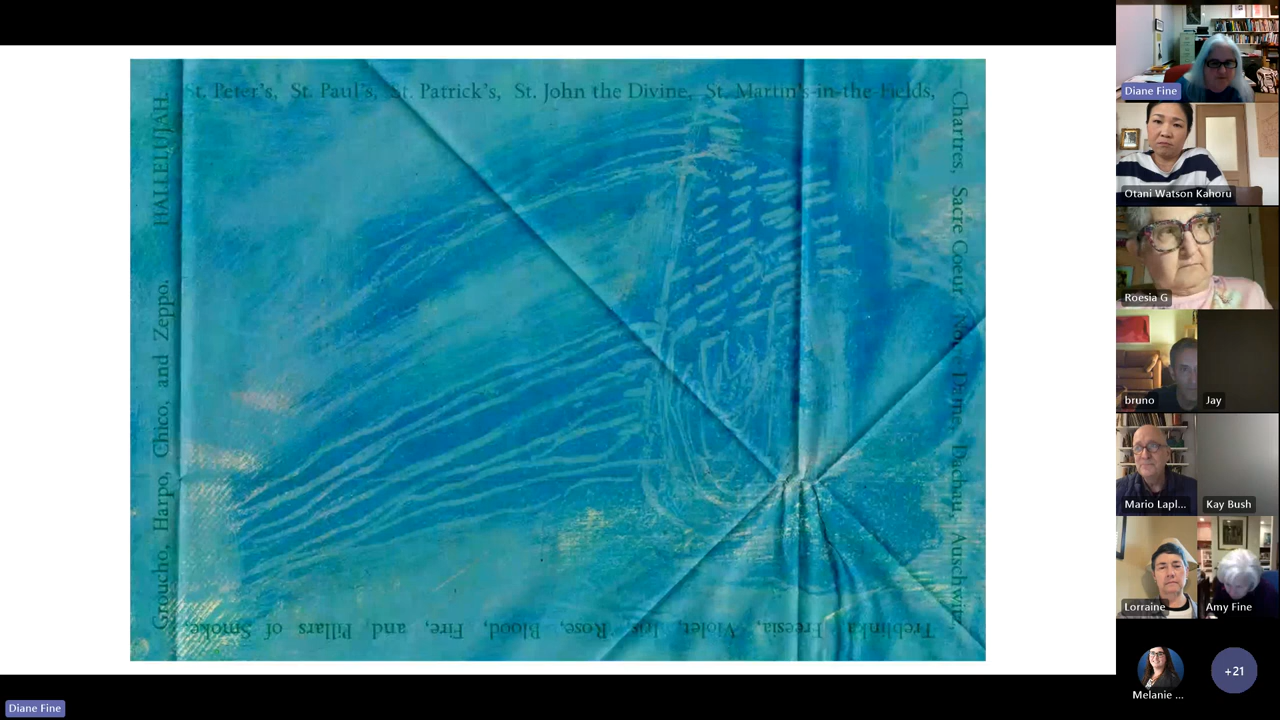 St. Peter's, St. Paul's, St. Patrick's, St. John the Divine, St. Martin's-in-the-Fields,
Chartres, Sacre Coeur, Notre Dame, Dachau, Auschwitz,
Treblinka, Freesia, Violet, Iris, Rose, Blood, Fire, and Pillars of Smoke,
Groucho, Harpo, Chico, and Zeppo. HALLELUJAH.
Diane Fine
Otani Watson Kahoru
Roesia G
bruno
Jay
Mario Lapl...
Kay Bush
Lorraine
Amy Fine
Melanie ...
+21
Diane Fine